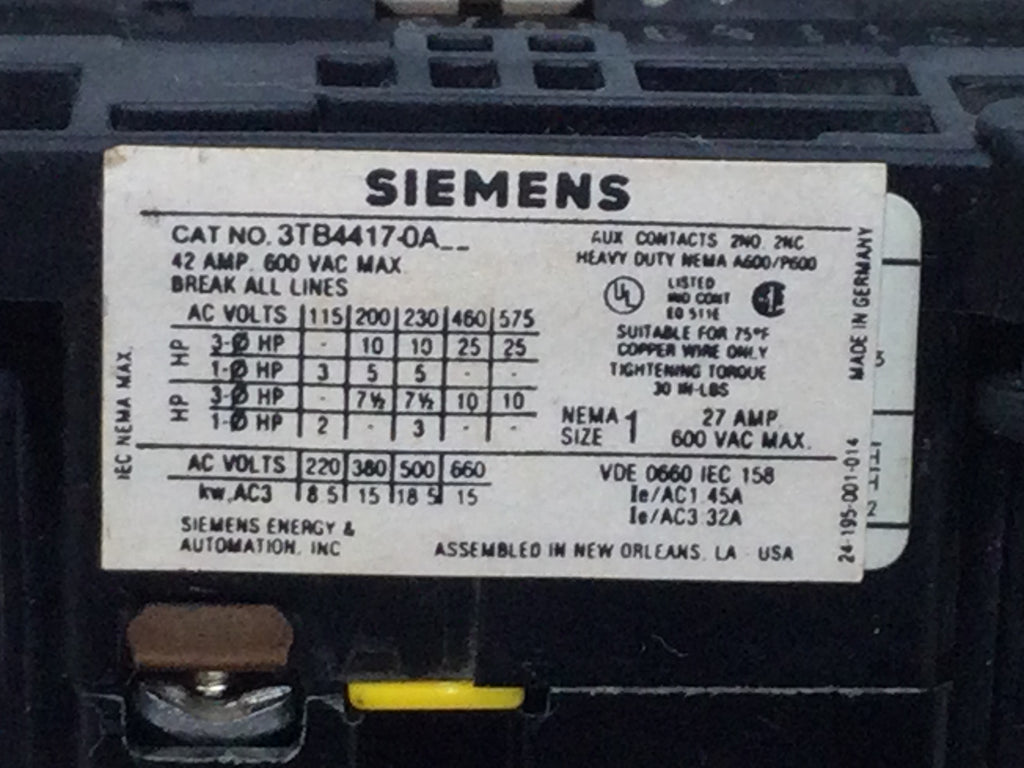 SIEMENS
CAT NO. 3TB4417-0A__
42 AMP. 600 VAC MAX
BREAK ALL LINES
AC VOLTS 115 200 230 460 575
HP 3-Ø HP - 10 10 25 25
1-Ø HP 3 5 5 - -
HP 3-Ø HP - 7½ 7½ 10 10
1-Ø HP 2 - 3 - -
IEC NEMA MAX.
AUX CONTACTS 2NO 2NC
HEAVY DUTY NEMA A600/P600
UL
LISTED
IND CONT
EQ 511E
SUITABLE FOR 75°F
COPPER WIRE ONLY
TIGHTENING TORQUE
30 IN-LBS
NEMA SIZE 1
27 AMP.
600 VAC MAX.
AC VOLTS 220 380 500 660
kw,AC3 8 5 15 18 5 15
VDE 0660 IEC 158
Ie/AC1 45A
Ie/AC3 32A
SIEMENS ENERGY &
AUTOMATION, INC
ASSEMBLED IN NEW ORLEANS, LA - USA
MADE IN GERMANY
24-195-001-014